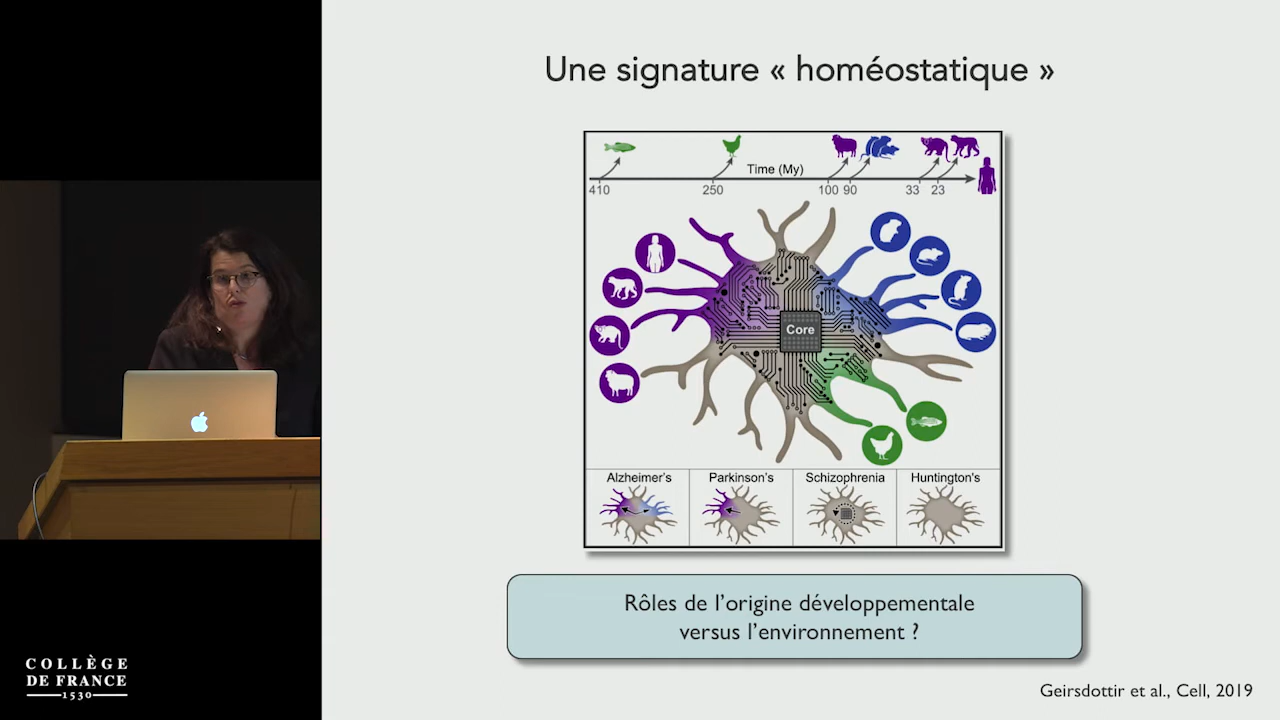 Une signature « homéostatique »
Time (My)
410
250
100
90
33
23
Core
Alzheimer's
Parkinson's
Schizophrenia
Huntington's
Rôles de l'origine développementale
versus l'environnement ?
Geirsdottir et al., Cell, 2019
COLLÈGE
DE FRANCE
1530